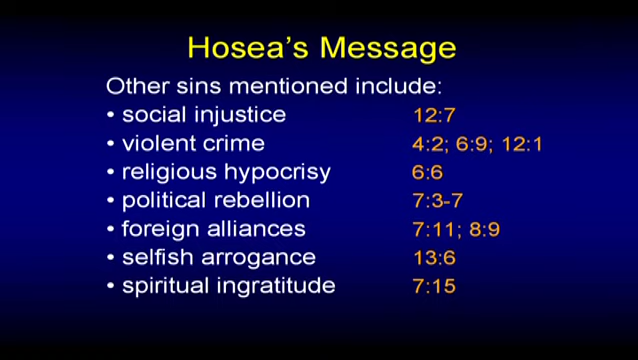 Hosea's Message
Other sins mentioned include:
• social injustice 12:7
• violent crime 4:2; 6:9; 12:1
• religious hypocrisy 6:6
• political rebellion 7:3-7
• foreign alliances 7:11; 8:9
• selfish arrogance 13:6
• spiritual ingratitude 7:15